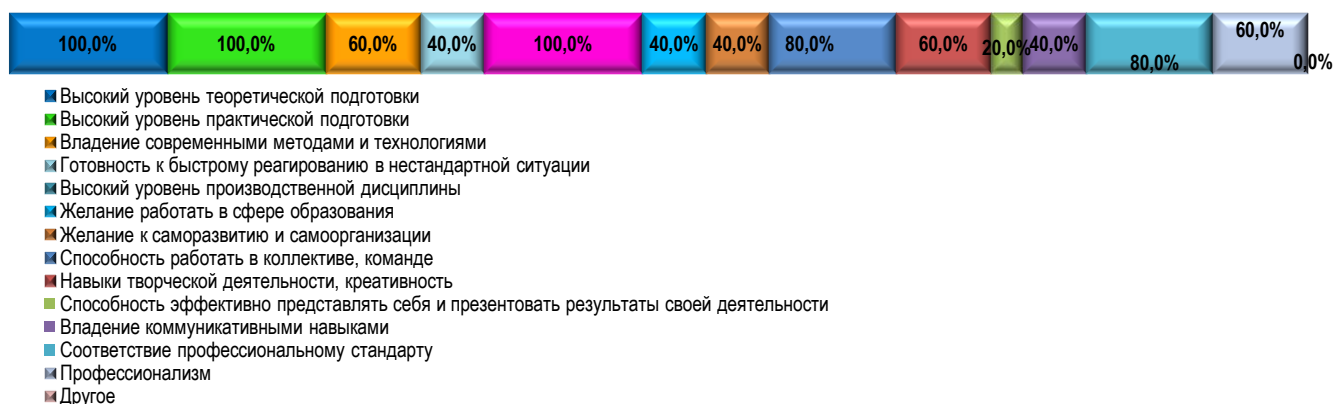 100,0% 100,0% 60,0% 40,0% 100,0% 40,0% 40,0% 80,0% 60,0% 20,0% 40,0% 80,0% 60,0% 0,0%
Высокий уровень теоретической подготовки
Высокий уровень практической подготовки
Владение современными методами и технологиями
Готовность к быстрому реагированию в нестандартной ситуации
Высокий уровень производственной дисциплины
Желание работать в сфере образования
Желание к саморазвитию и самоорганизации
Способность работать в коллективе, команде
Навыки творческой деятельности, креативность
Способность эффективно представлять себя и презентовать результаты своей деятельности
Владение коммуникативными навыками
Соответствие профессиональному стандарту
Профессионализм
Другое